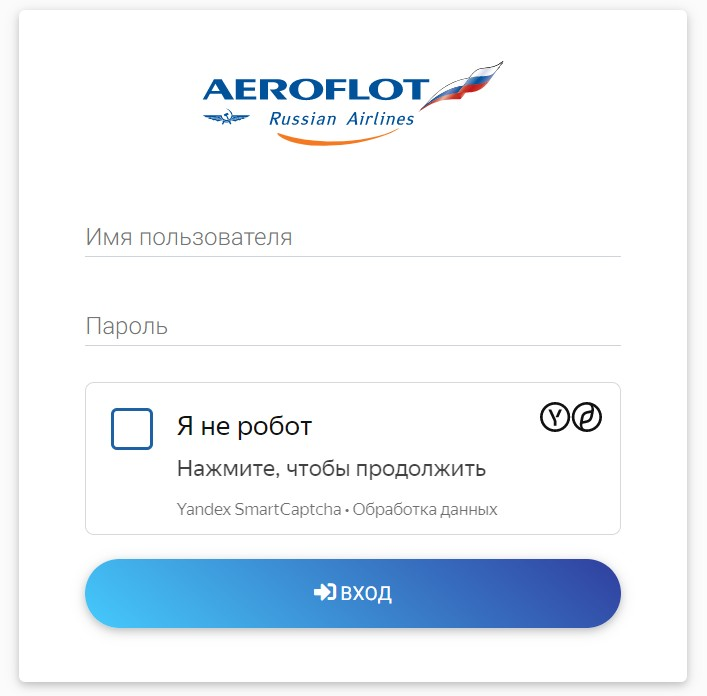 AEROFLOT
Russian Airlines
Имя пользователя
Пароль
Я не робот
Нажмите, чтобы продолжить
Yandex SmartCaptcha • Обработка данных
ВХОД